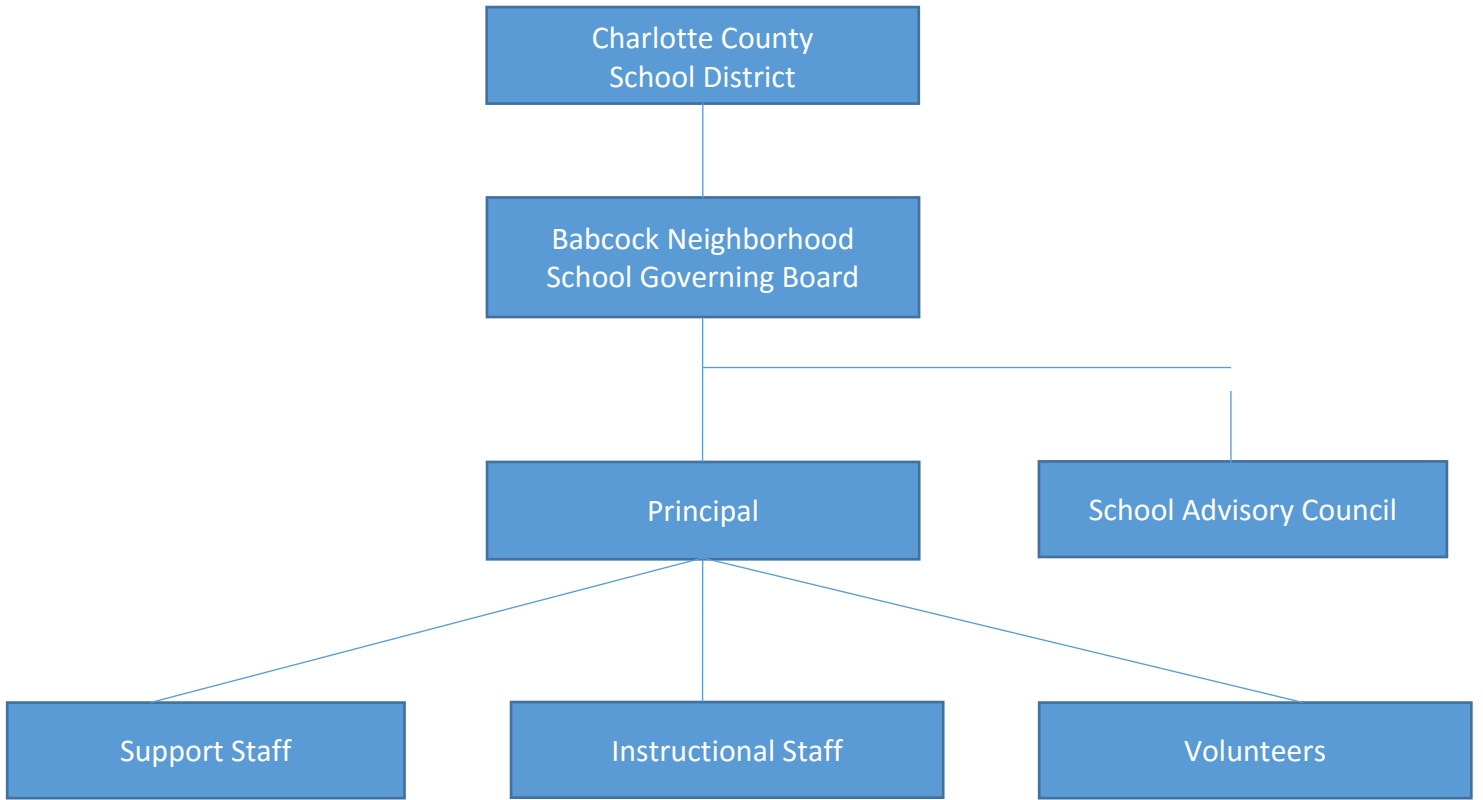 Charlotte County
School District
Babcock Neighborhood
School Governing Board
Principal
School Advisory Council
Support Staff
Instructional Staff
Volunteers